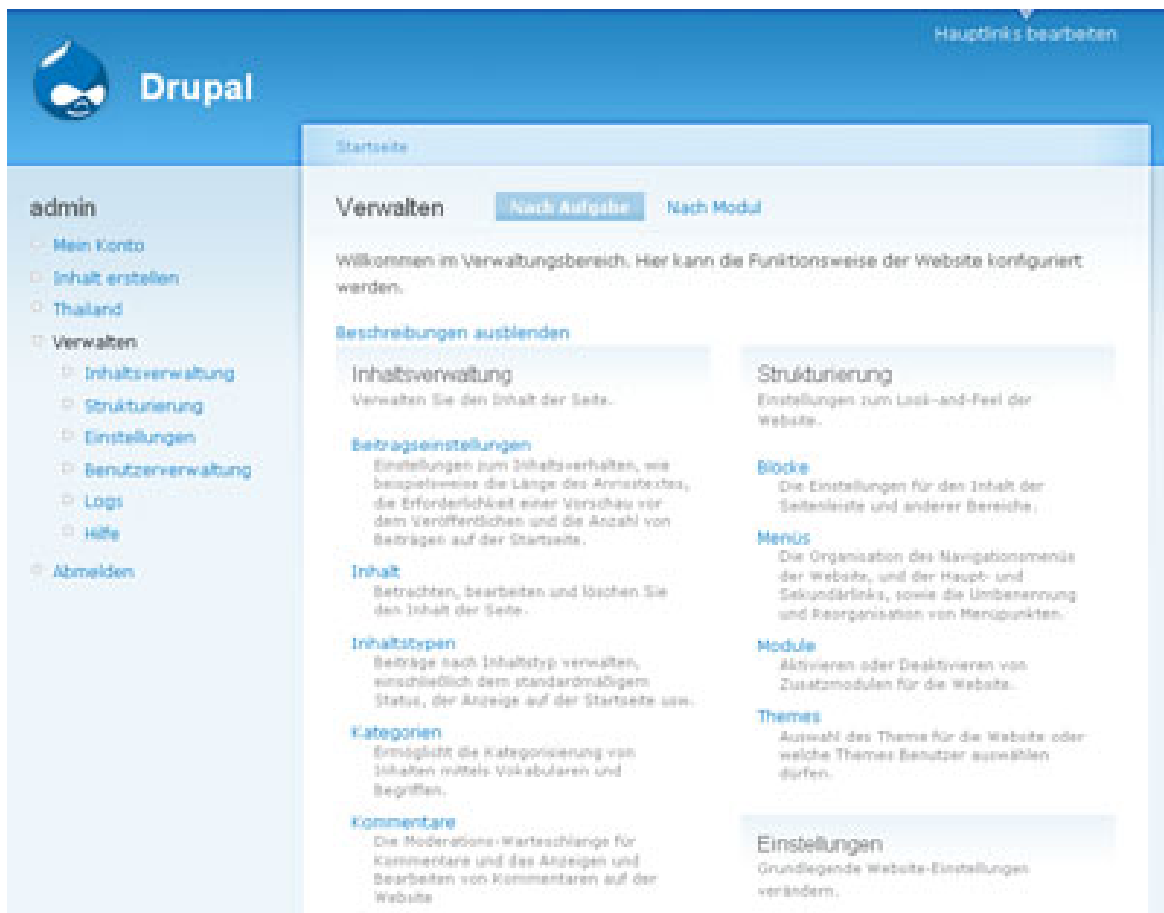 Hauptlinks bearbeiten
Drupal
Startseite
admin
Mein Konto
Inhalt erstellen
Thailand
Verwalten
Inhaltsverwaltung
Strukturierung
Einstellungen
Benutzerverwaltung
Logs
Hilfe
Abmelden
Verwalten
Nach Aufgabe
Nach Modul
Willkommen im Verwaltungsbereich. Hier kann die Funktionsweise der Website konfiguriert
werden.
Beschreibungen ausblenden
Inhaltsverwaltung
Verwalten Sie den Inhalt der Seite.
Beitragseinstellungen
Einstellungen zum Inhaltsverhalten, wie
beispielsweise die Länge des Anrisstextes,
die Erforderlichkeit einer Vorschau vor
dem Veröffentlichen und die Anzahl von
Beiträgen auf der Startseite.
Inhalt
Betrachten, bearbeiten und löschen Sie
den Inhalt der Seite.
Inhaltstypen
Beiträge nach Inhaltstyp verwalten,
einschließlich dem standardmäßigem
Status, der Anzeige auf der Startseite usw.
Kategorien
Ermöglicht die Kategorisierung von
Inhalten mittels Vokabularen und
Begriffen.
Kommentare
Die Moderations-Warteschlange für
Kommentare und das Anzeigen und
Bearbeiten von Kommentaren auf der
Website
Strukturierung
Einstellungen zum Look-and-Feel der
Website.
Blöcke
Die Einstellungen für den Inhalt der
Seitenleiste und anderer Bereiche.
Menüs
Die Organisation des Navigationsmenüs
der Website, und der Haupt- und
Sekundärlinks, sowie die Umbenennung
und Reorganisation von Menüpunkten.
Module
Aktivieren oder Deaktivieren von
Zusatzmodulen für die Website.
Themes
Auswahl des Theme für die Website oder
welche Themes Benutzer auswählen
dürfen.
Einstellungen
Grundlegende Website-Einstellungen
verändern.